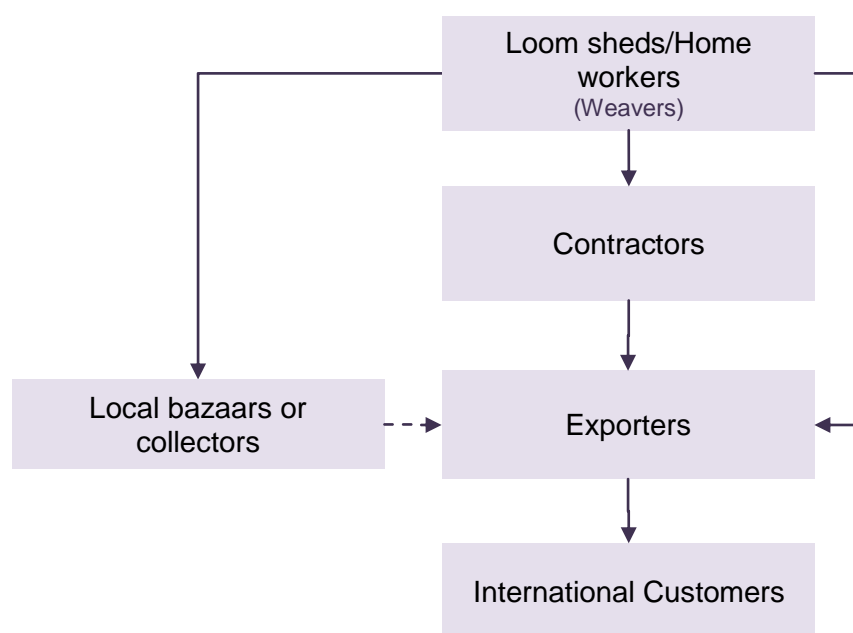 Loom sheds/Home
workers
(Weavers)
Contractors
Local bazaars or
collectors
Exporters
International Customers